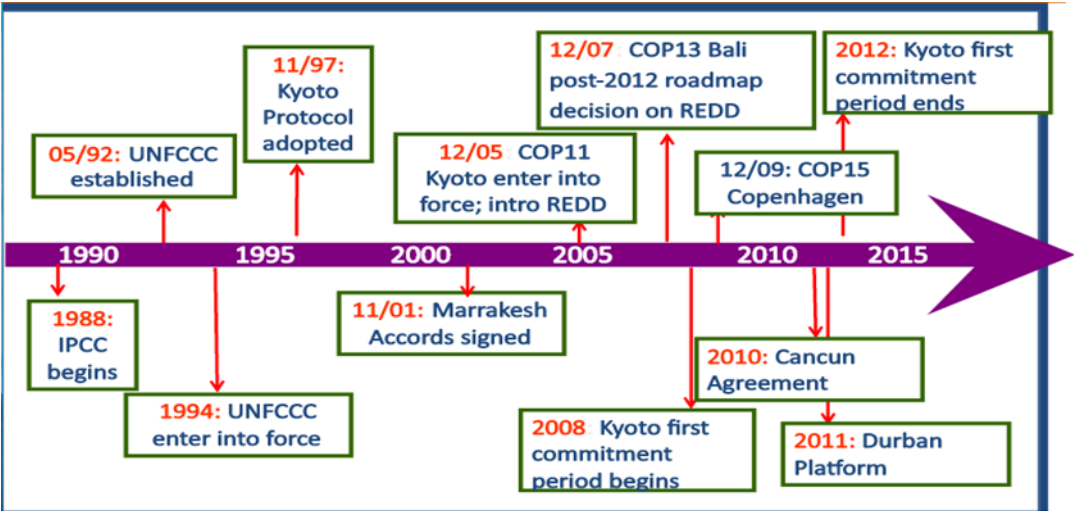 11/97:
Kyoto
Protocol
adopted
12/07 COP13 Bali
post-2012 roadmap
decision on REDD
2012: Kyoto first
commitment
period ends
05/92: UNFCCC
established
12/05 COP11
Kyoto enter into
force; intro REDD
12/09: COP15
Copenhagen
1990 1995 2000 2005 2010 2015
1988:
IPCC
begins
11/01: Marrakesh
Accords signed
2010: Cancun
Agreement
1994: UNFCCC
enter into force
2008 Kyoto first
commitment
period begins
2011: Durban
Platform